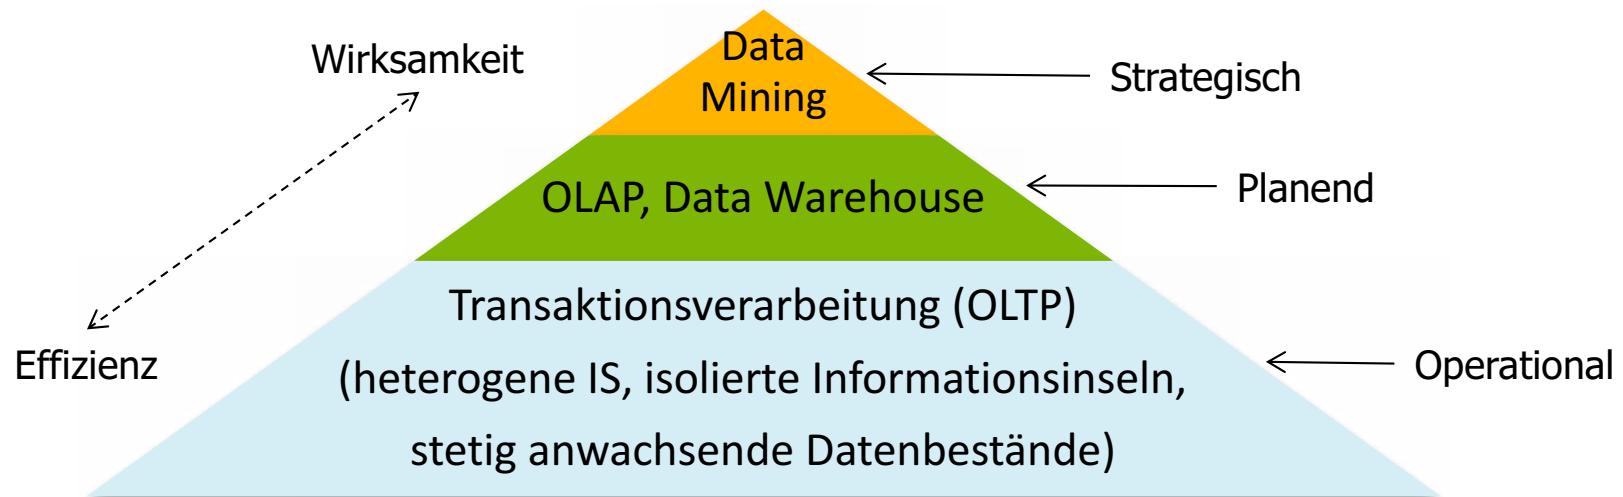 Data
Mining
Wirksamkeit
Strategisch
OLAP, Data Warehouse
Planend
Transaktionsverarbeitung (OLTP)
Effizienz
(heterogene IS, isolierte Informationsinseln,
Operational
stetig anwachsende Datenbestände)